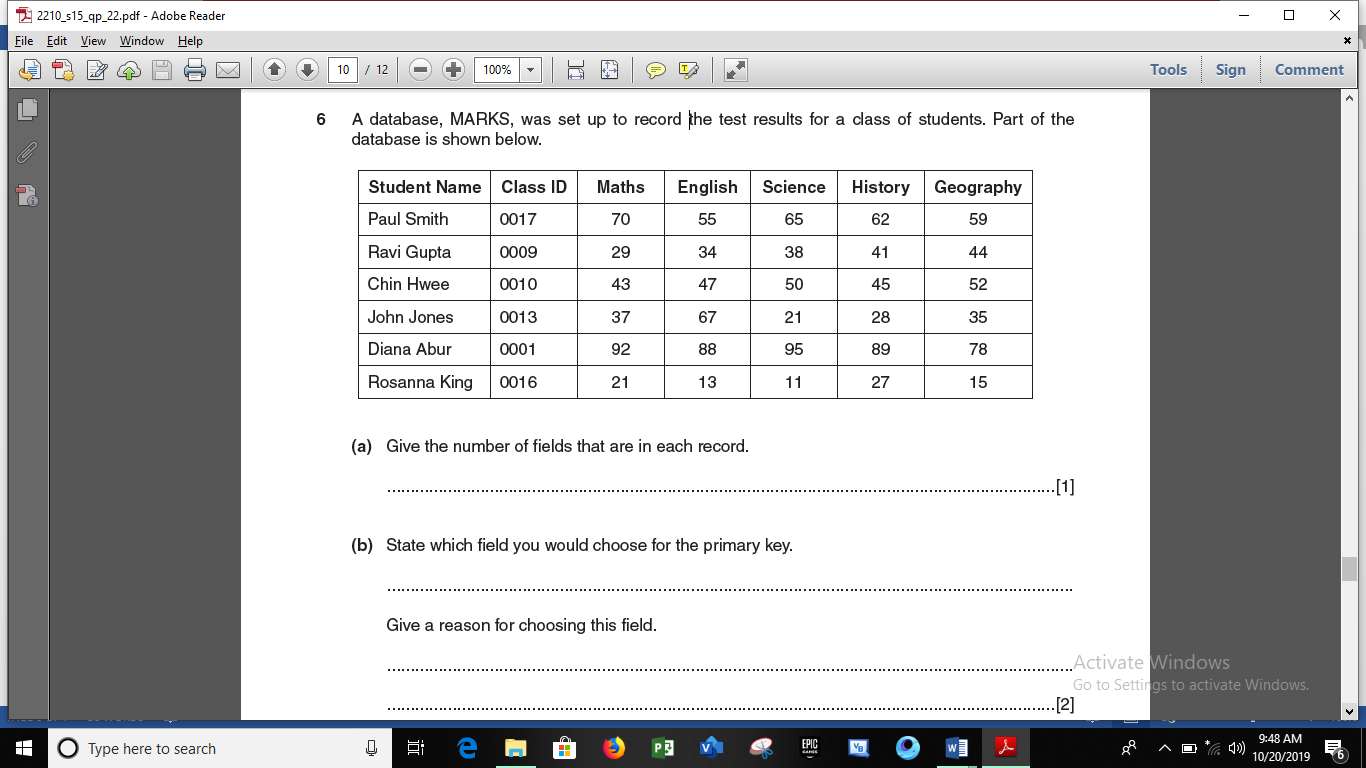 2210_s15_qp_22.pdf - Adobe Reader
File Edit View Window Help
10 / 12 100% Tools Sign Comment
6 A database, MARKS, was set up to record the test results for a class of students. Part of the
database is shown below.
Student Name Class ID Maths English Science History Geography
Paul Smith 0017 70 55 65 62 59
Ravi Gupta 0009 29 34 38 41 44
Chin Hwee 0010 43 47 50 45 52
John Jones 0013 37 67 21 28 35
Diana Abur 0001 92 88 95 89 78
Rosanna King 0016 21 13 11 27 15
(a) Give the number of fields that are in each record.
[1]
(b) State which field you would choose for the primary key.
Give a reason for choosing this field.
Activate Windows
Go to Settings to activate Windows.
[2]
Type here to search
9:48 AM
10/20/2019
6